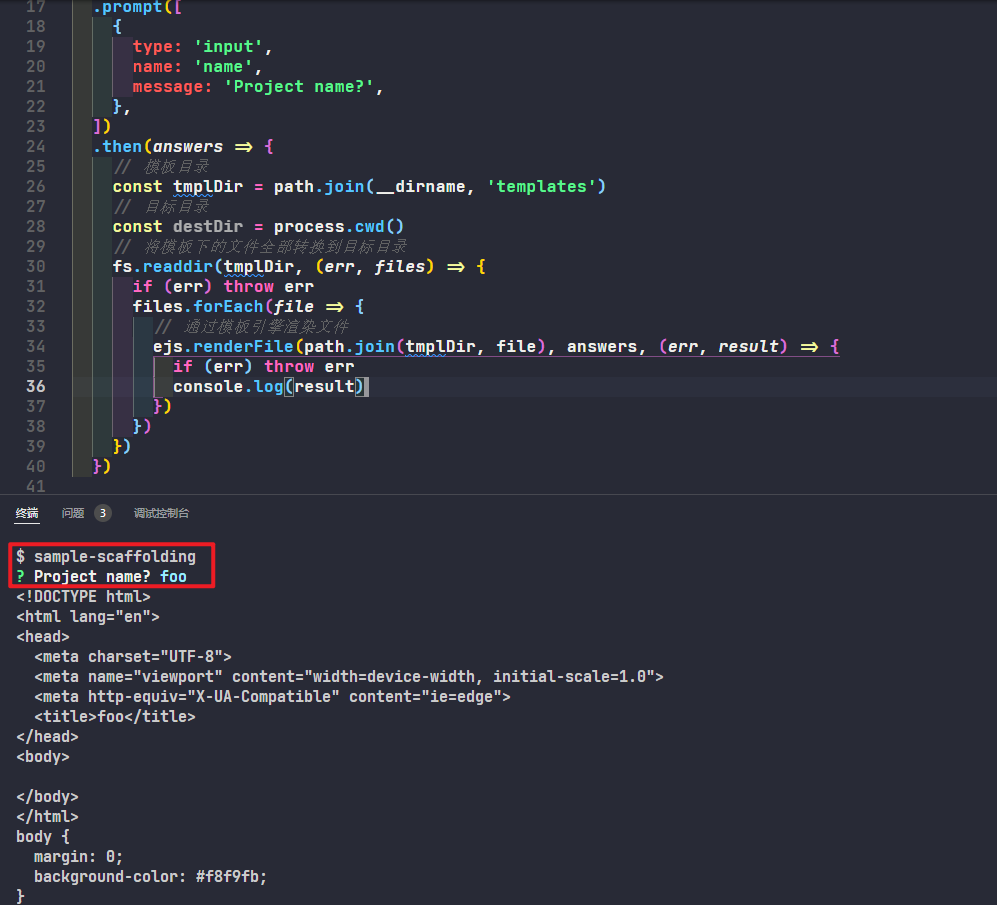 17 .prompt([
18 {
19 type: 'input',
20 name: 'name',
21 message: 'Project name?',
22 },
23 ])
24 .then(answers => {
25 // 模板目录
26 const tmplDir = path.join(__dirname, 'templates')
27 // 目标目录
28 const destDir = process.cwd()
29 // 将模板下的文件全部转换到目标目录
30 fs.readdir(tmplDir, (err, files) => {
31 if (err) throw err
32 files.forEach(file => {
33 // 通过模板引擎渲染文件
34 ejs.renderFile(path.join(tmplDir, file), answers, (err, result) => {
35 if (err) throw err
36 console.log(result)
37 })
38 })
39 })
40 })
41
终端 问题 3 调试控制台
$ sample-scaffolding
? Project name? foo
<!DOCTYPE html>
<html lang="en">
<head>
<meta charset="UTF-8">
<meta name="viewport" content="width=device-width, initial-scale=1.0">
<meta http-equiv="X-UA-Compatible" content="ie=edge">
<title>foo</title>
</head>
<body>
</body>
</html>
body {
margin: 0;
background-color: #f8f9fb;
}